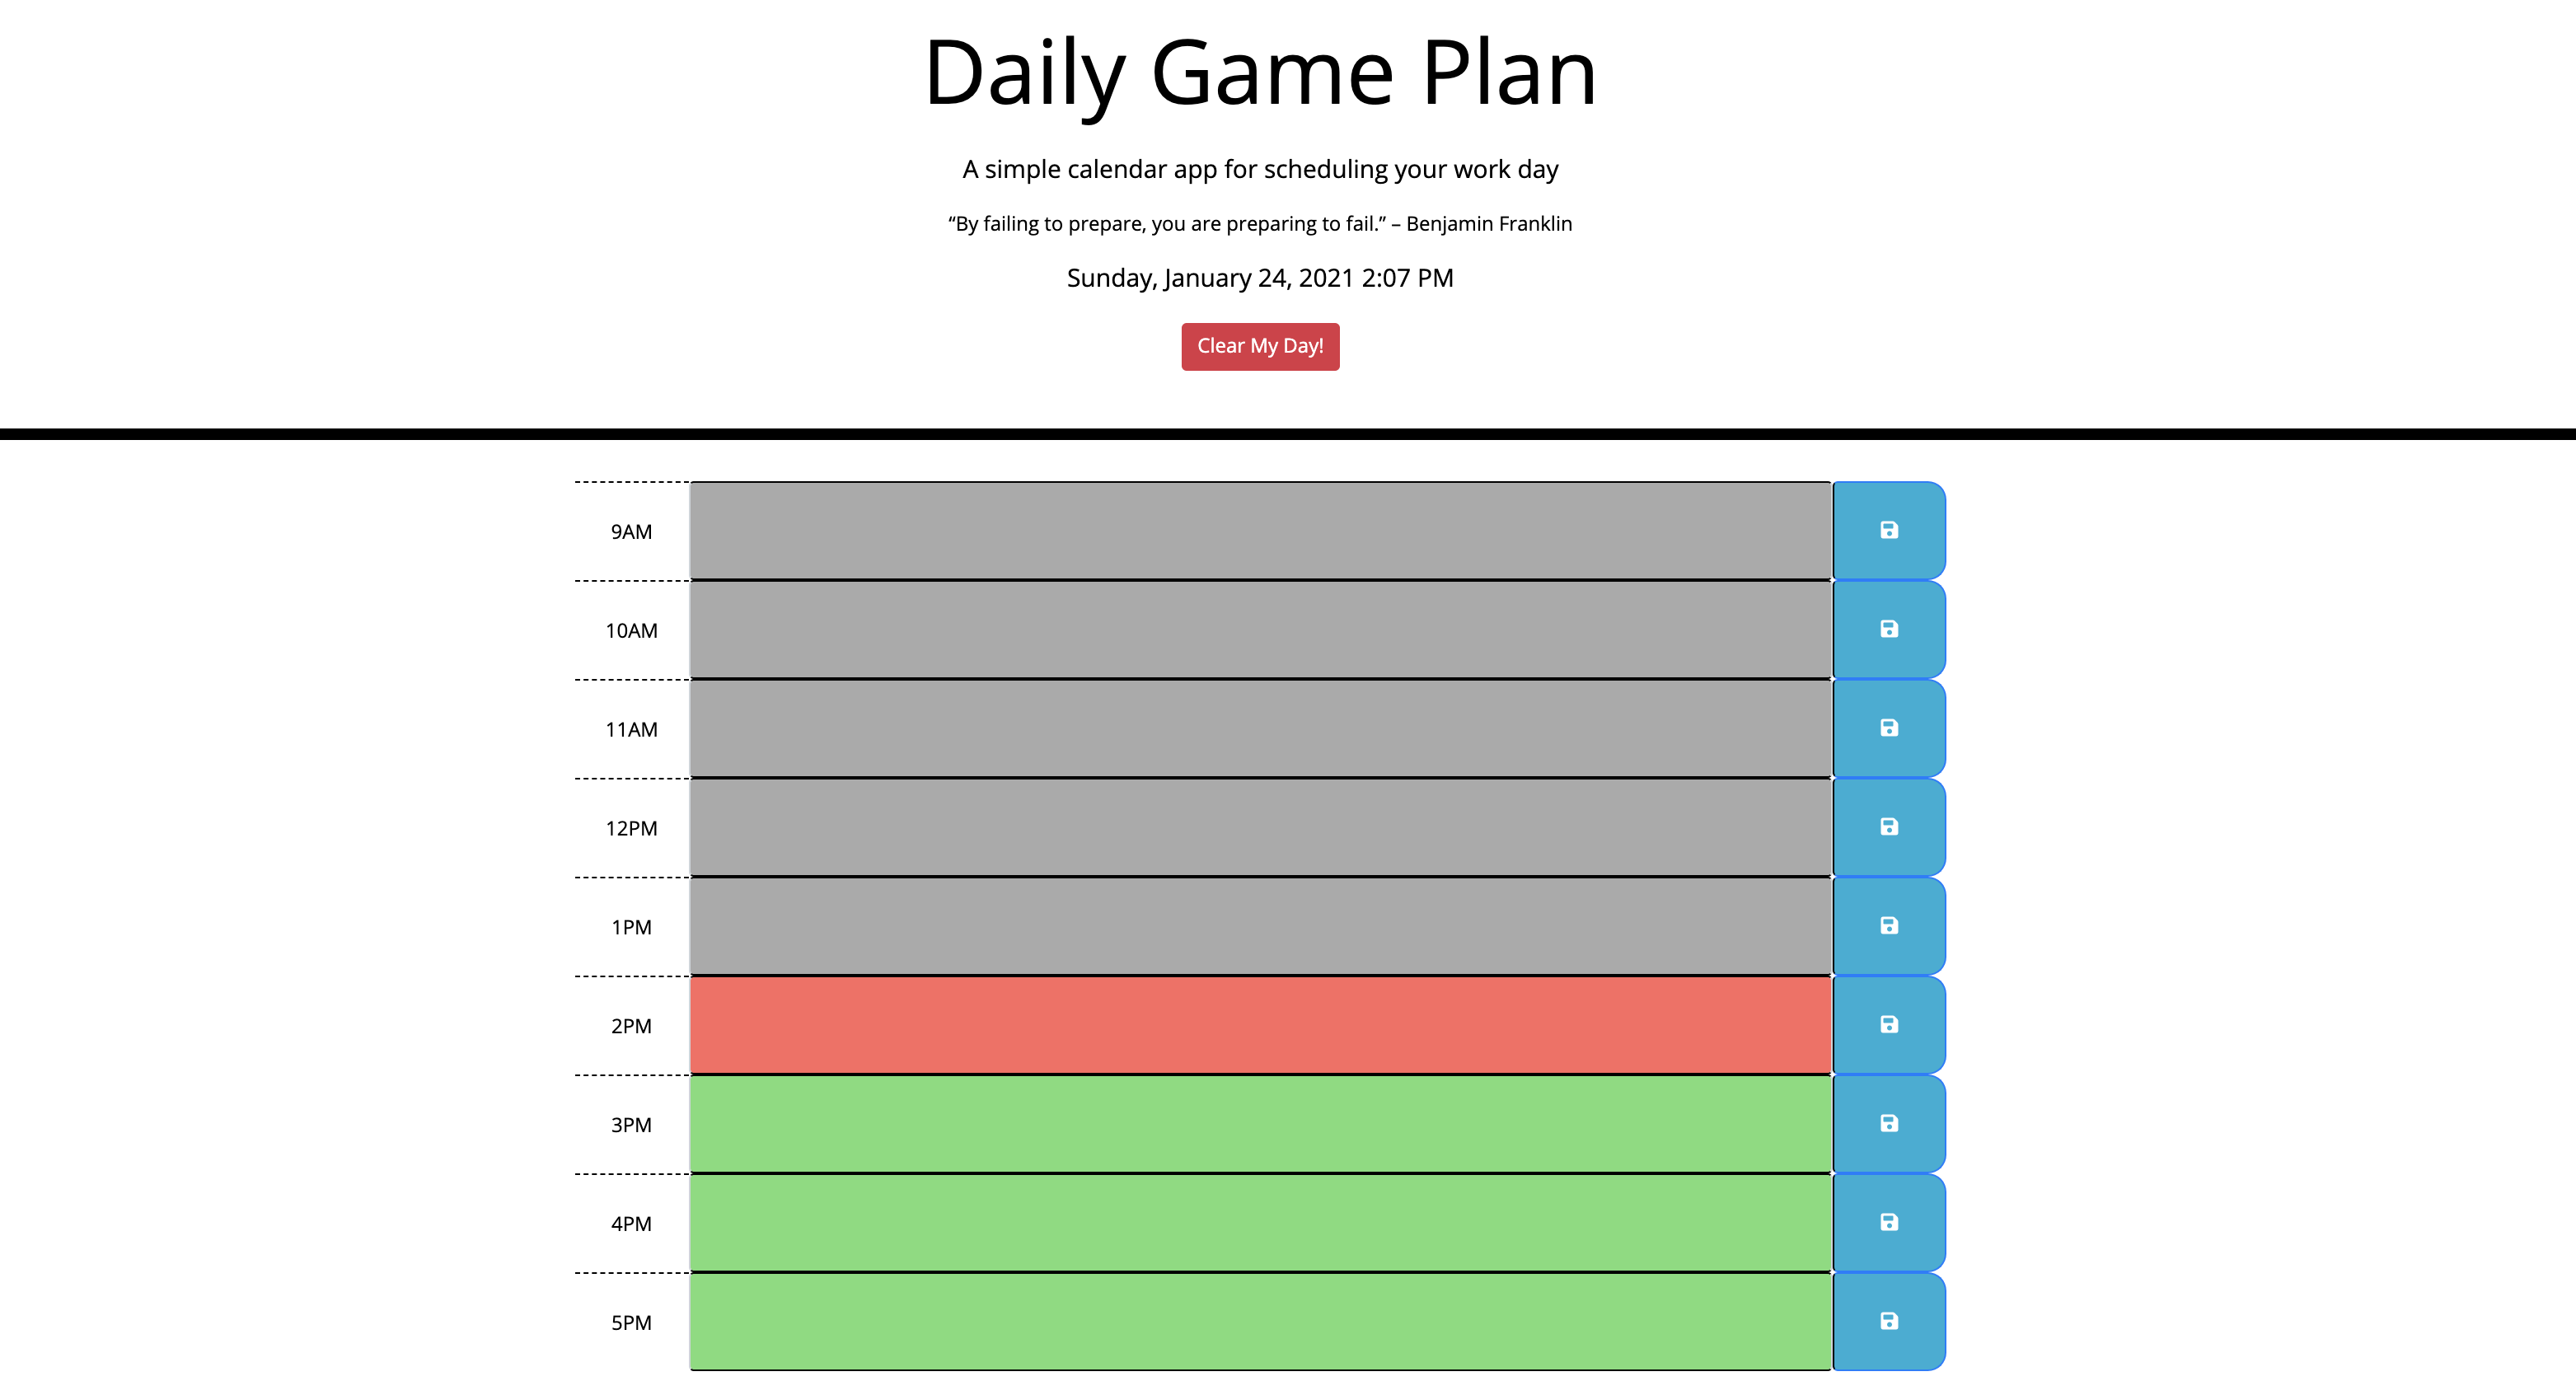 Daily Game Plan
A simple calendar app for scheduling your work day
“By failing to prepare, you are preparing to fail.” – Benjamin Franklin
Sunday, January 24, 2021 2:07 PM
Clear My Day!
9AM
10AM
11AM
12PM
1PM
2PM
3PM
4PM
5PM